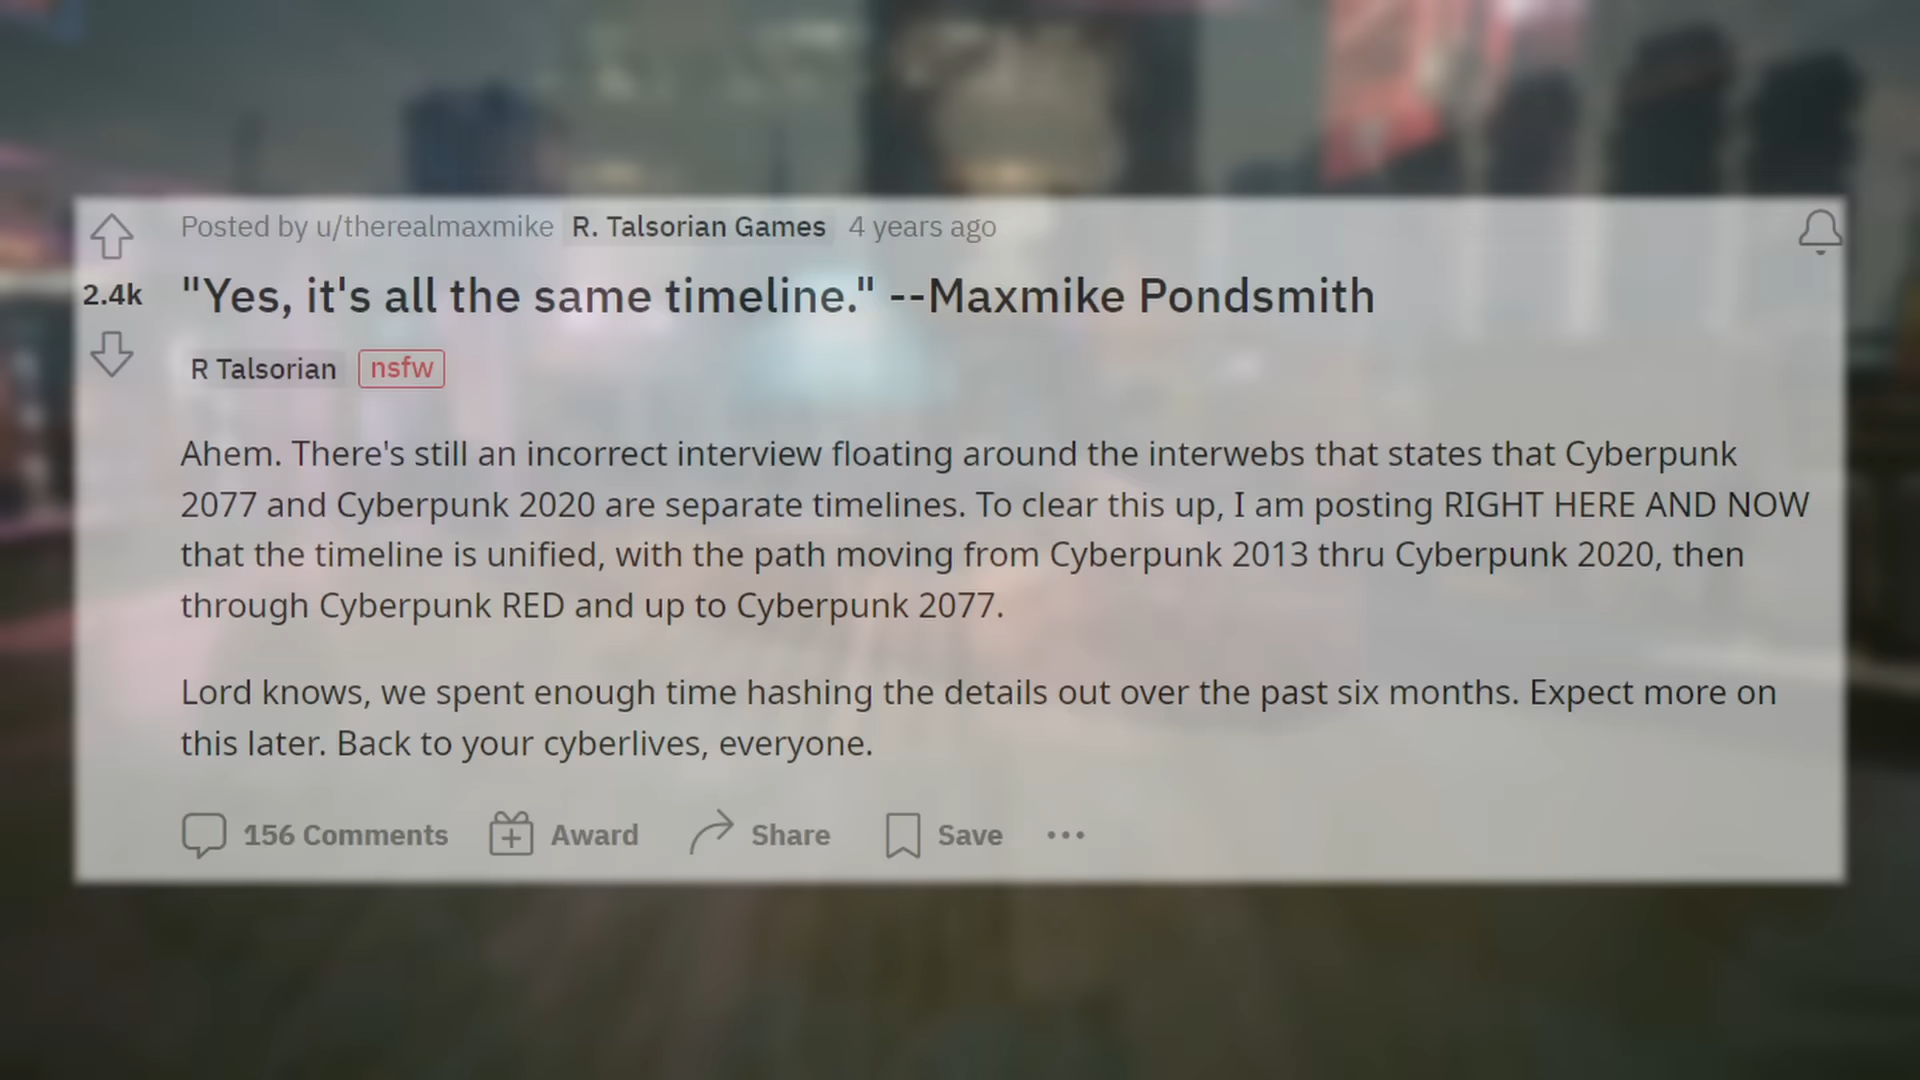 Posted by u/therealmaxmike R. Talsorian Games 4 years ago
2.4k
"Yes, it's all the same timeline." --Maxmike Pondsmith
R Talsorian nsfw
Ahem. There's still an incorrect interview floating around the interwebs that states that Cyberpunk
2077 and Cyberpunk 2020 are separate timelines. To clear this up, I am posting RIGHT HERE AND NOW
that the timeline is unified, with the path moving from Cyberpunk 2013 thru Cyberpunk 2020, then
through Cyberpunk RED and up to Cyberpunk 2077.
Lord knows, we spent enough time hashing the details out over the past six months. Expect more on
this later. Back to your cyberlives, everyone.
156 Comments Award Share Save